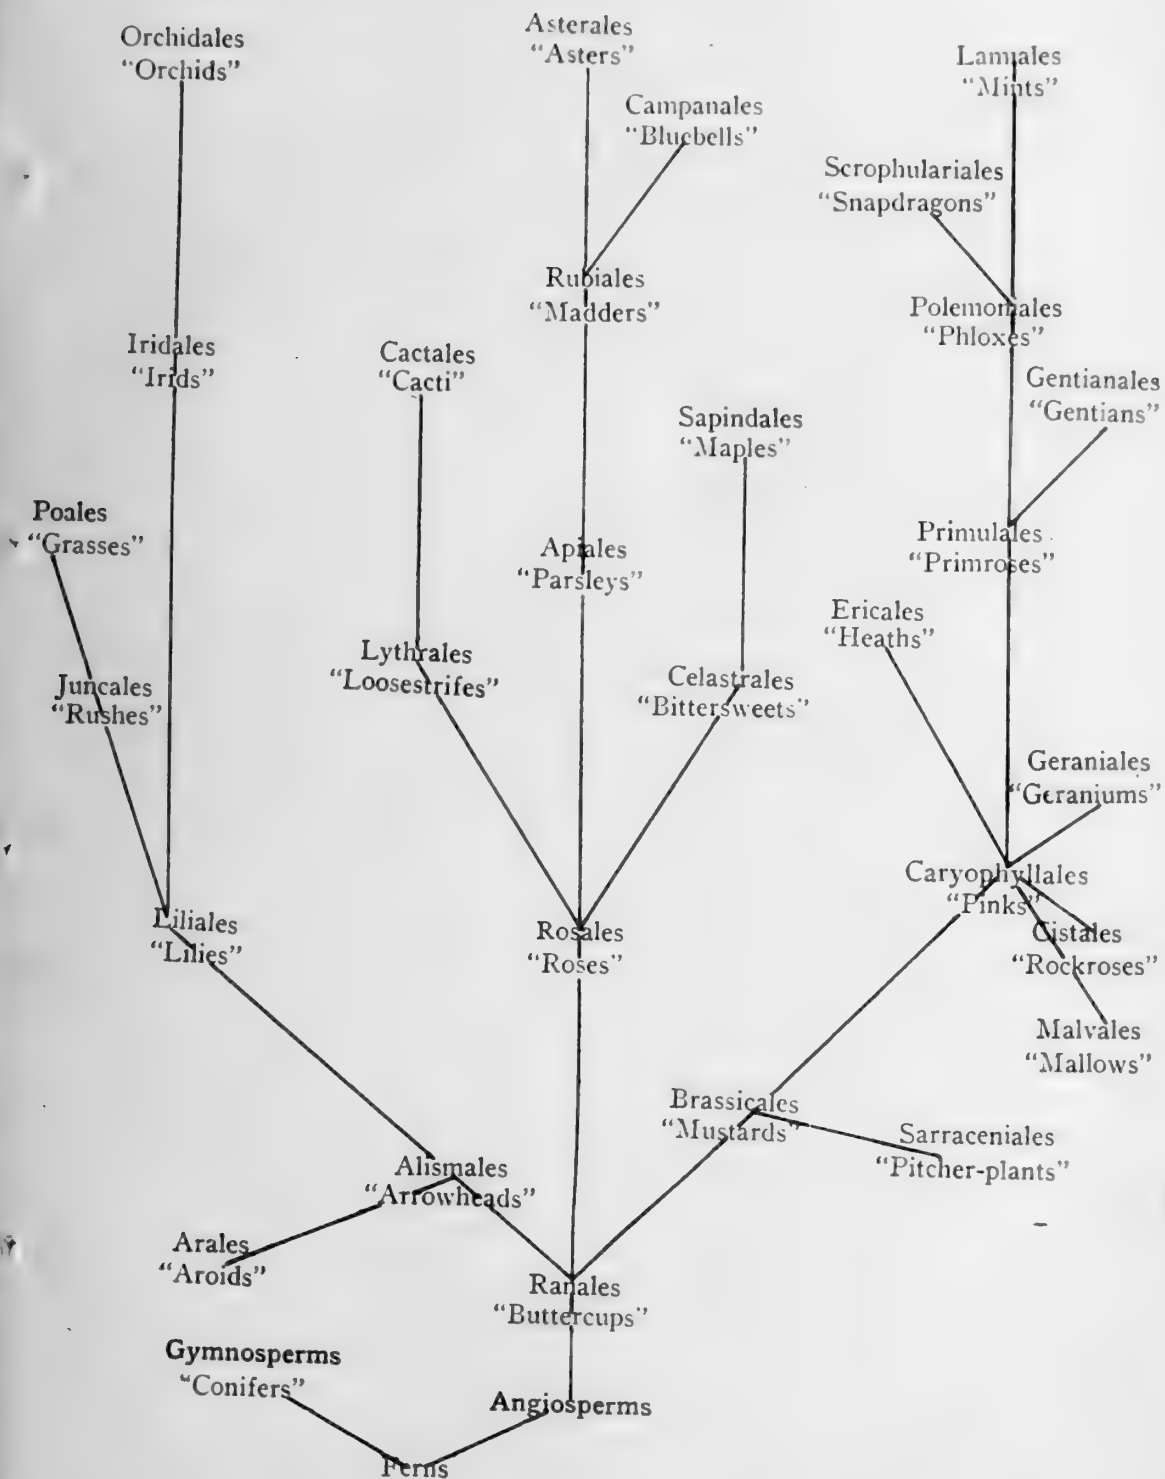 Orchidales
“Orchids”
Asterales
“Asters”
Lamiales
“Mints”
Campanales
“Bluebells”
Scrophulariales
“Snapdragons”
Rubiales
“Madders”
Polemoniales
“Phloxes”
Iridales
“Irids”
Cactales
“Cacti”
Gentianales
“Gentians”
Sapindales
“Maples”
Poales
“Grasses”
Apiales
“Parsleys”
Primulales
“Primroses”
Ericales
“Heaths”
Lythrales
“Loosestrifes”
Celastrales
“Bittersweets”
Juncales
“Rushes”
Geraniales
“Geraniums”
Caryophyllales
“Pinks”
Liliales
“Lilies”
Rosales
“Roses”
Cistales
“Rockroses”
Malvales
“Mallows”
Brassicales
“Mustards”
Sarraceniales
“Pitcher-plants”
Alismales
“Arrowheads”
Arales
“Aroids”
Ranales
“Buttercups”
Gymnosperms
“Conifers”
Angiosperms
Ferns